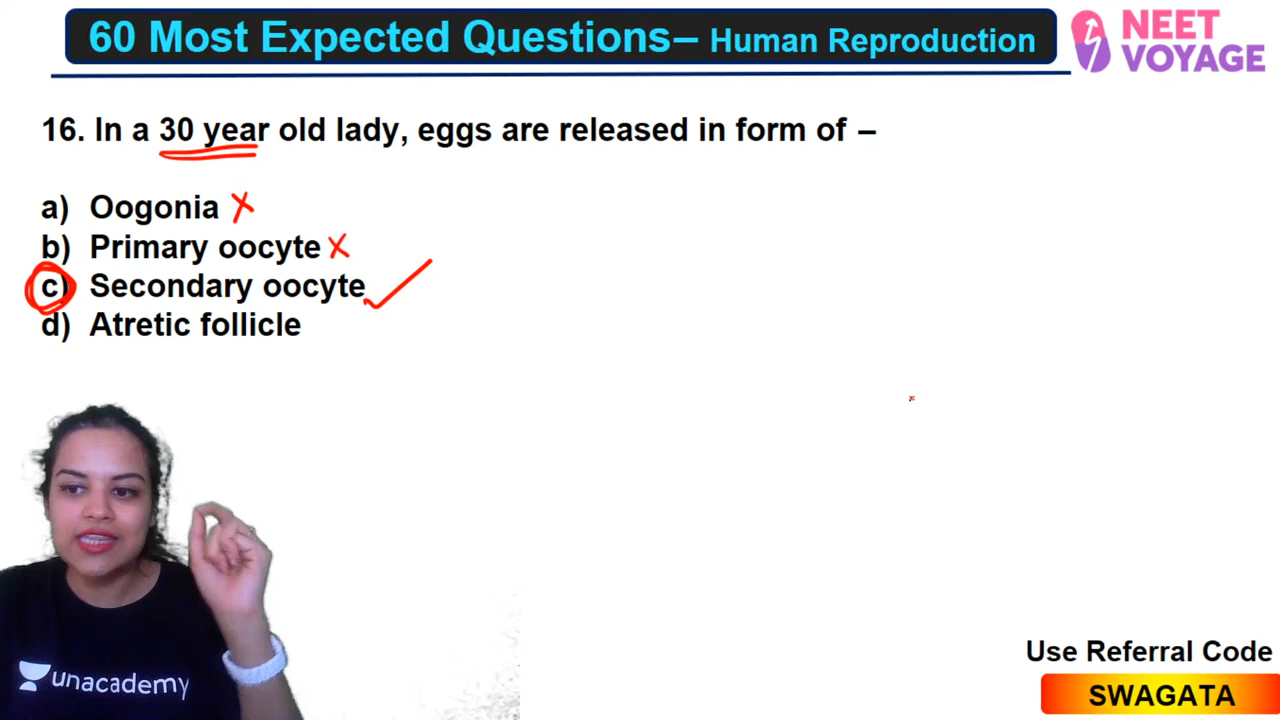 60 Most Expected Questions– Human Reproduction
NEET
VOYAGE
16. In a 30 year old lady, eggs are released in form of –
a) Oogonia
b) Primary oocyte
c) Secondary oocyte
d) Atretic follicle
unacademy
Use Referral Code
SWAGATA